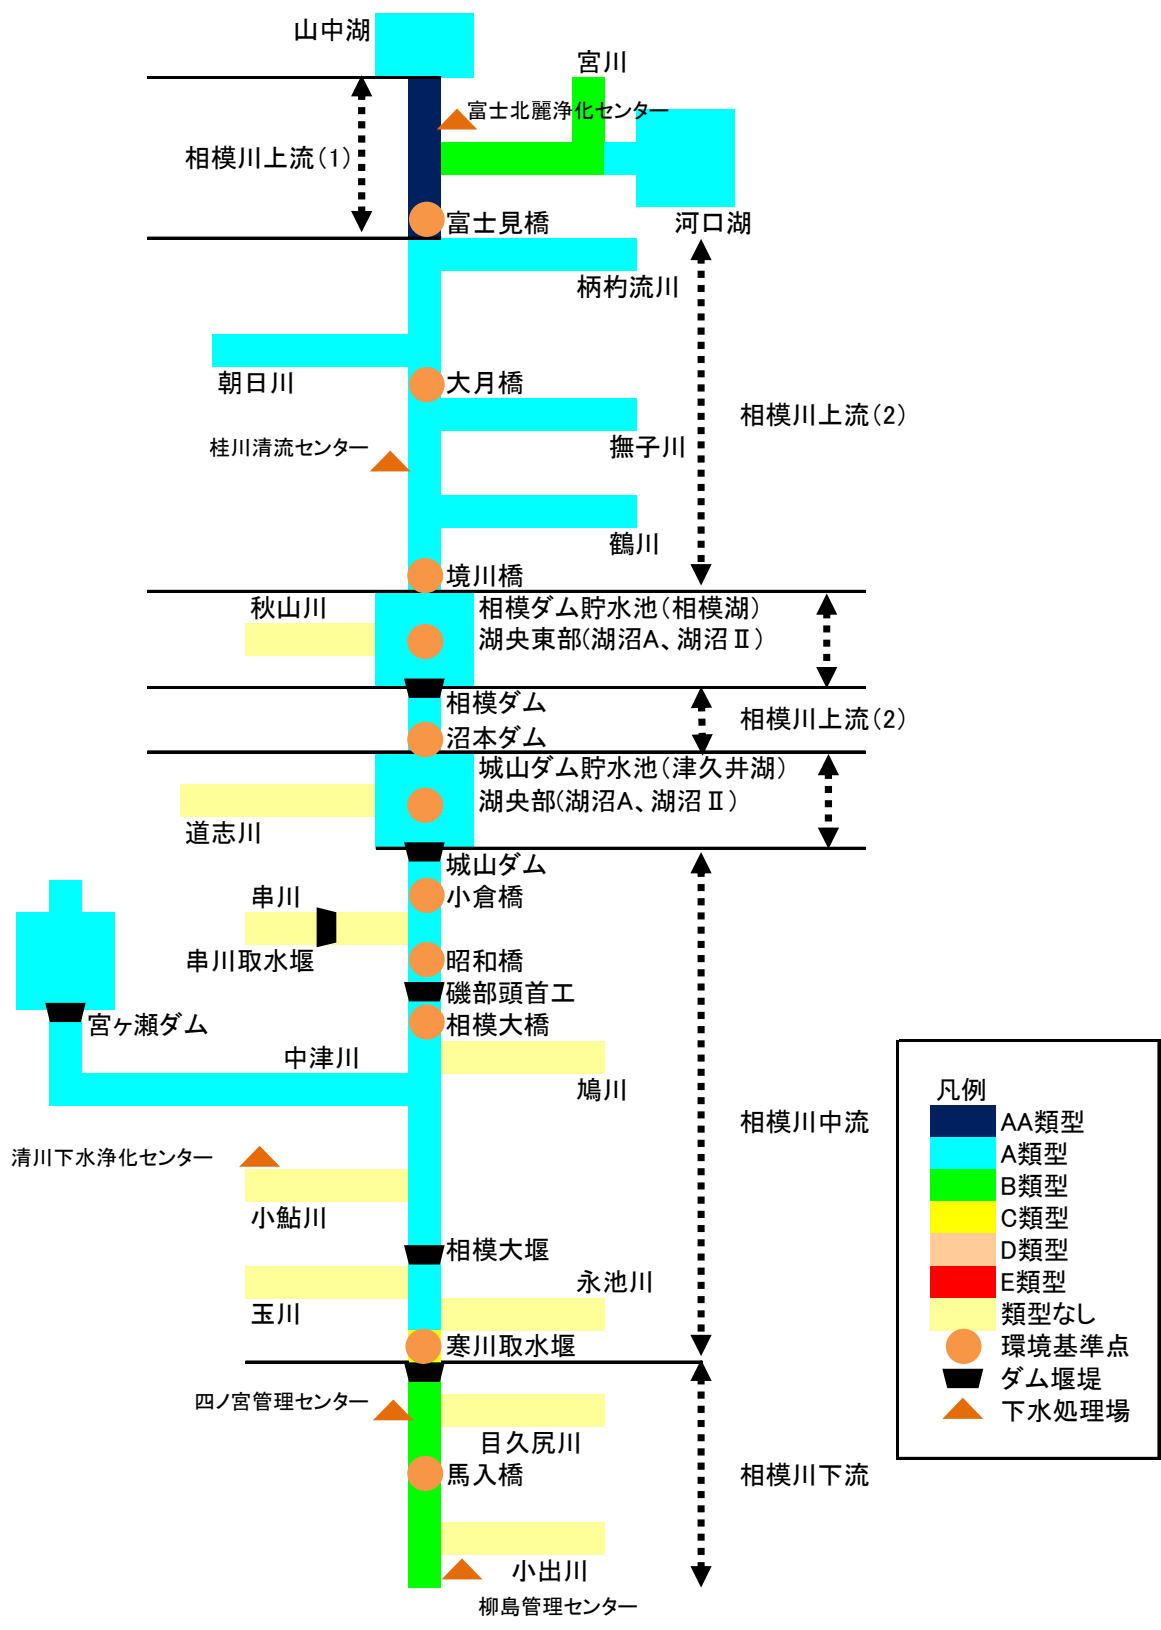 山中湖
宮川
富士北麗浄化センター
相模川上流(1)
富士見橋
河口湖
柄杓流川
朝日川
大月橋
相模川上流(2)
撫子川
桂川清流センター
鶴川
境川橋
秋山川
相模ダム貯水池(相模湖)
湖央東部(湖沼A、湖沼Ⅱ)
相模ダム
相模川上流(2)
沼本ダム
城山ダム貯水池(津久井湖)
湖央部(湖沼A、湖沼Ⅱ)
道志川
城山ダム
串川
小倉橋
串川取水堰
昭和橋
磯部頭首工
宮ヶ瀬ダム
相模大橋
中津川
鳩川
相模川中流
清川下水浄化センター
小鮎川
相模大堰
永池川
玉川
寒川取水堰
四ノ宮管理センター
目久尻川
馬入橋
相模川下流
小出川
柳島管理センター
凡例
AA類型
A類型
B類型
C類型
D類型
E類型
類型なし
環境基準点
ダム堰堤
下水処理場